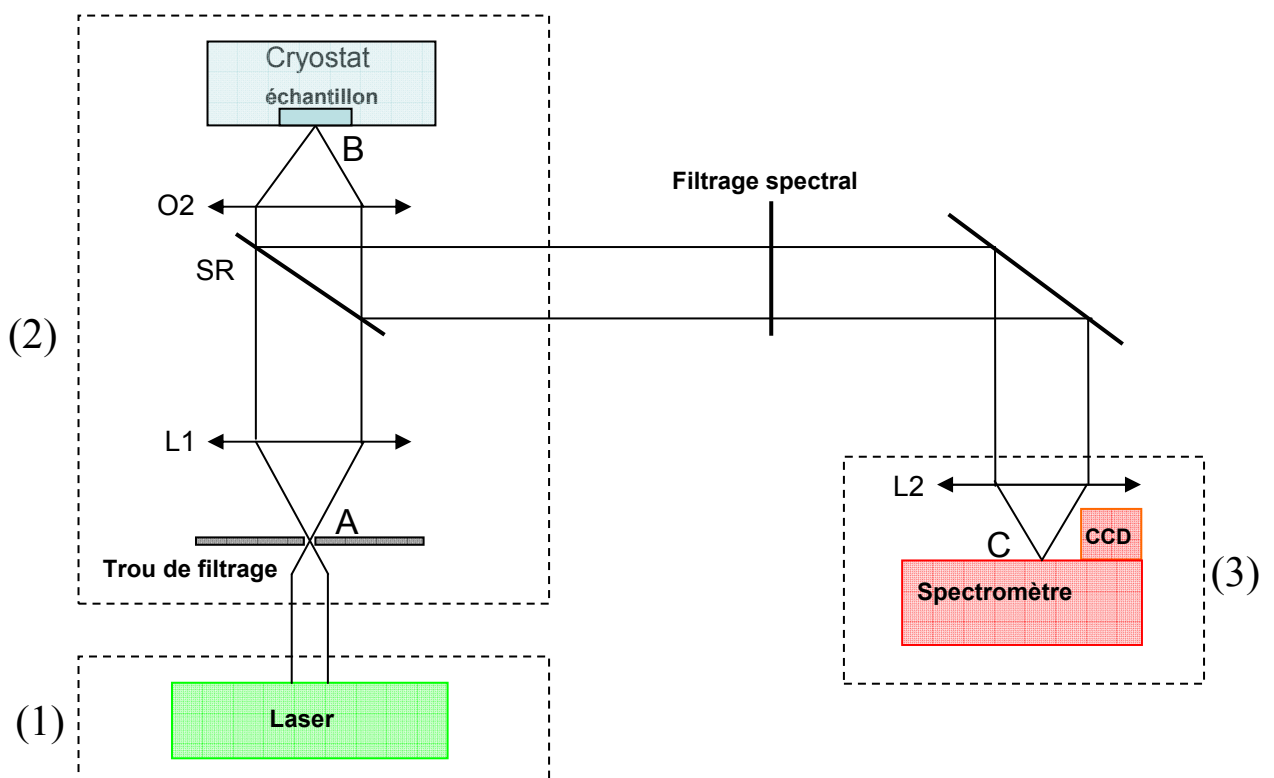 Cryostat
échantillon
B
O2
Filtrage spectral
SR
(2)
L1
L2
A
C
CCD
Trou de filtrage
Spectromètre
(3)
(1)
Laser